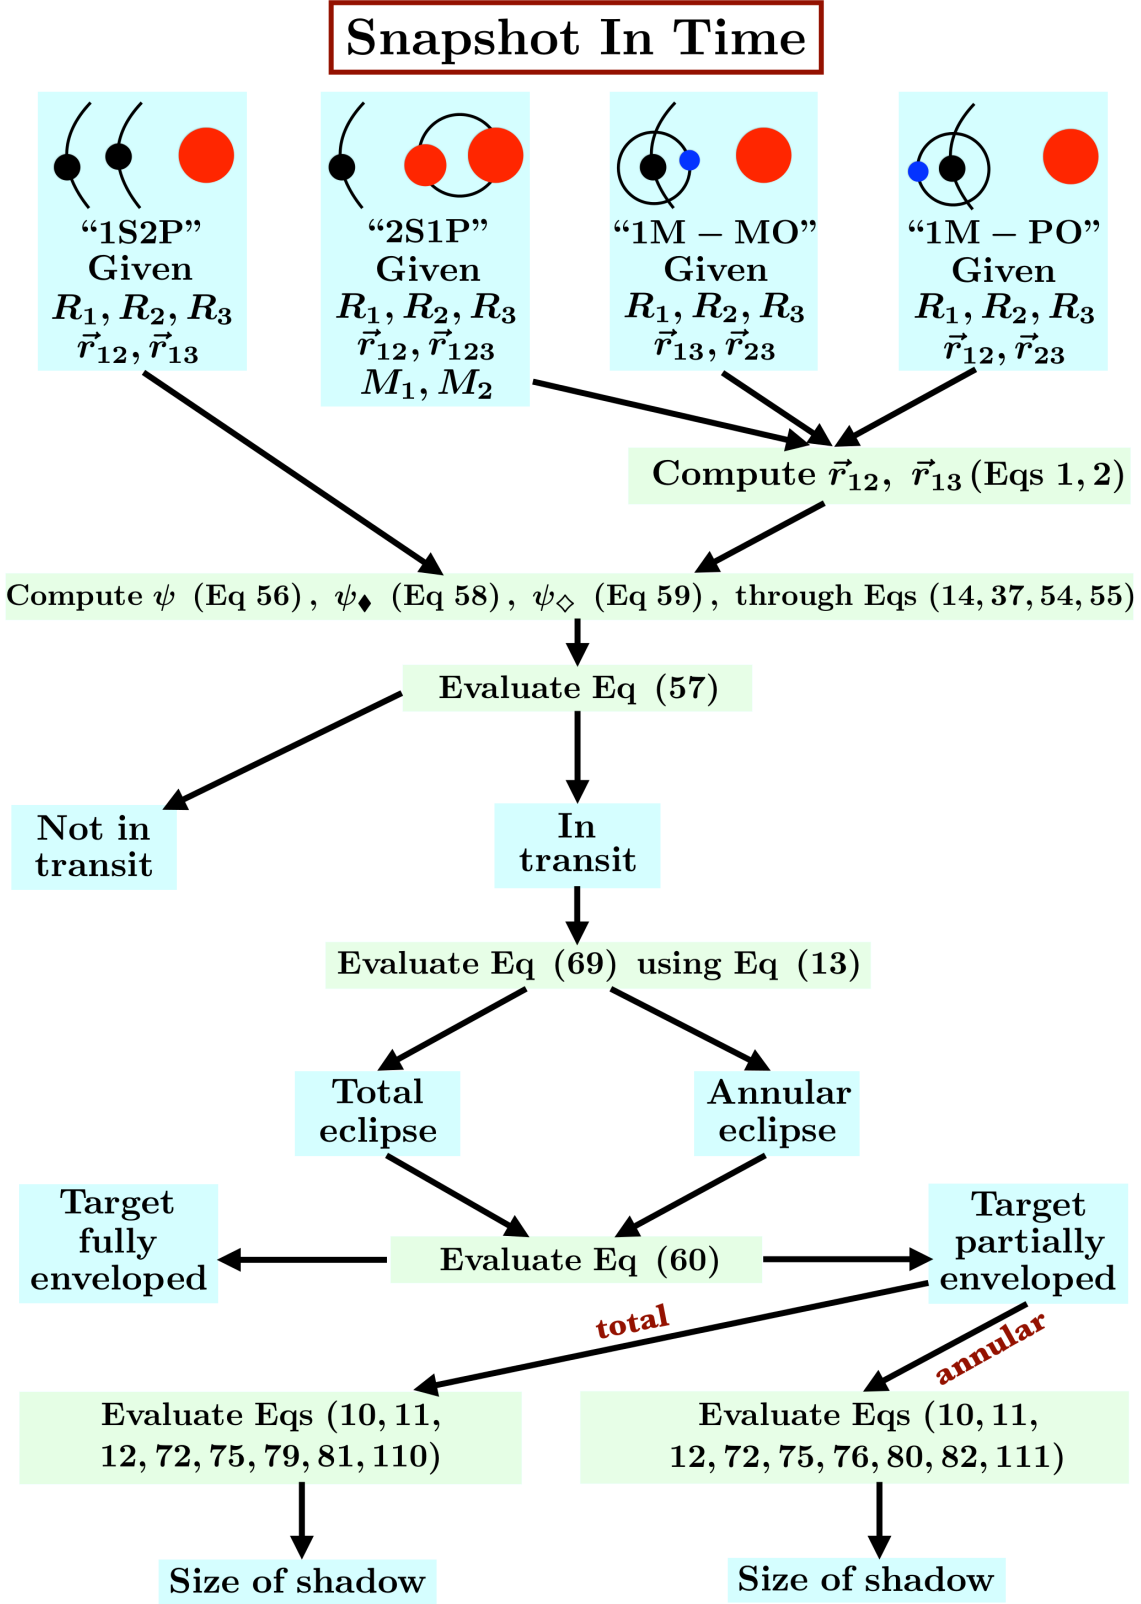 Snapshot In Time
“1S2P”
Given
R₁, R₂, R₃
r⃗₁₂, r⃗₁₃
“2S1P”
Given
R₁, R₂, R₃
r⃗₁₂, r⃗₁₂₃
M₁, M₂
“1M − MO”
Given
R₁, R₂, R₃
r⃗₁₃, r⃗₂₃
“1M − PO”
Given
R₁, R₂, R₃
r⃗₁₂, r⃗₂₃
Compute r⃗₁₂, r⃗₁₃ (Eqs 1, 2)
Compute ψ (Eq 56), ψ♦ (Eq 58), ψ◇ (Eq 59), through Eqs (14, 37, 54, 55)
Evaluate Eq (57)
Not in
transit
In
transit
Evaluate Eq (69) using Eq (13)
Total
eclipse
Annular
eclipse
Target
fully
enveloped
Evaluate Eq (60)
Target
partially
enveloped
total
annular
Evaluate Eqs (10, 11,
12, 72, 75, 79, 81, 110)
Evaluate Eqs (10, 11,
12, 72, 75, 76, 80, 82, 111)
Size of shadow
Size of shadow